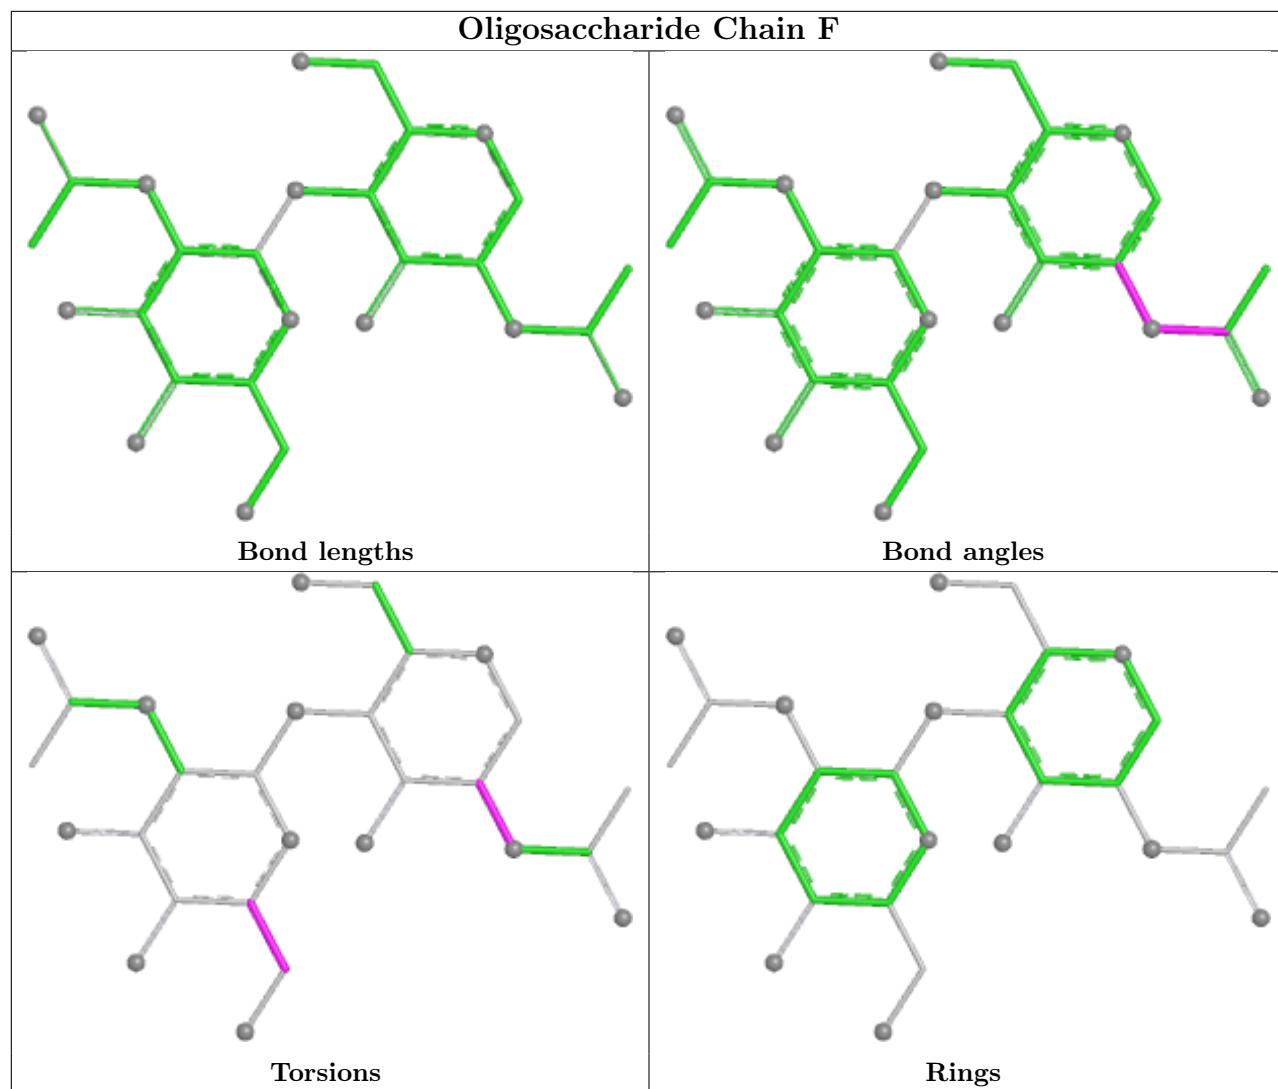 Oligosaccharide Chain F
Bond lengths
Bond angles
Torsions
Rings